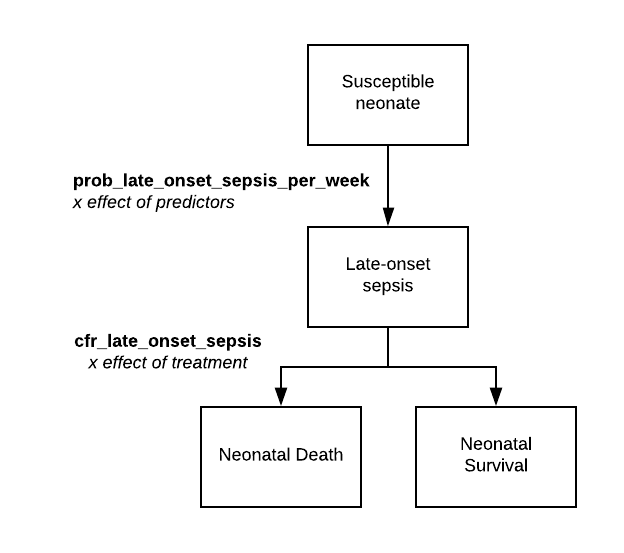 Susceptible
neonate
prob_late_onset_sepsis_per_week
x effect of predictors
Late-onset
sepsis
cfr_late_onset_sepsis
x effect of treatment
Neonatal Death
Neonatal
Survival